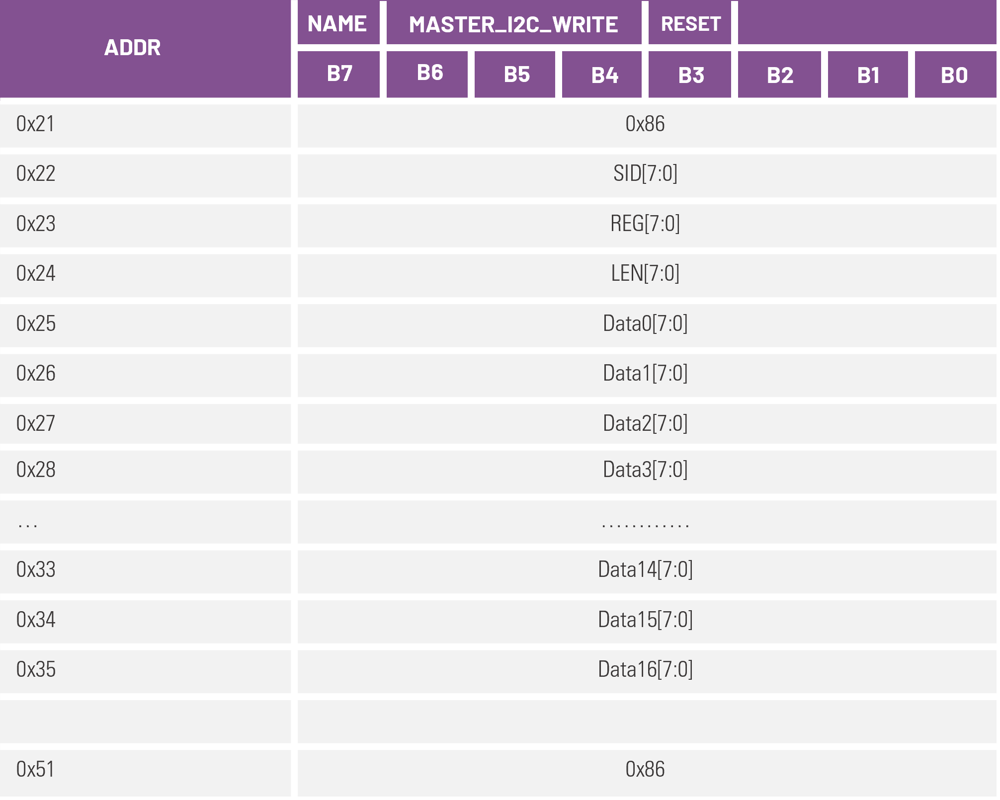 ADDR NAME MASTER_I2C_WRITE RESET
B7 B6 B5 B4 B3 B2 B1 B0
0x21 0x86
0x22 SID[7:0]
0x23 REG[7:0]
0x24 LEN[7:0]
0x25 Data0[7:0]
0x26 Data1[7:0]
0x27 Data2[7:0]
0x28 Data3[7:0]
... ............
0x33 Data14[7:0]
0x34 Data15[7:0]
0x35 Data16[7:0]
0x51 0x86